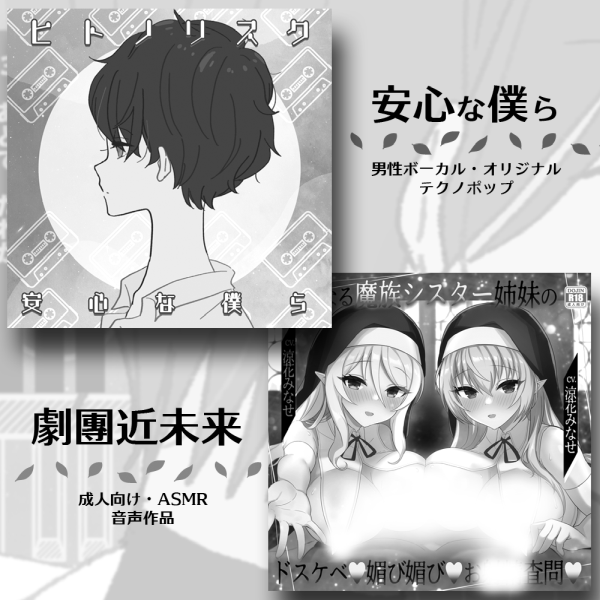 ヒトリリスク
安心な僕ら
安心な僕ら
男性ボーカル・オリジナル
テクノポップ
る魔族シスター姉妹の
DOJIN
R18
cv.涼花みなせ
cv.涼花みなせ
劇團近未来
成人向け・ASMR
音声作品
ドスケベ♥媚び媚び♥お
査問♥